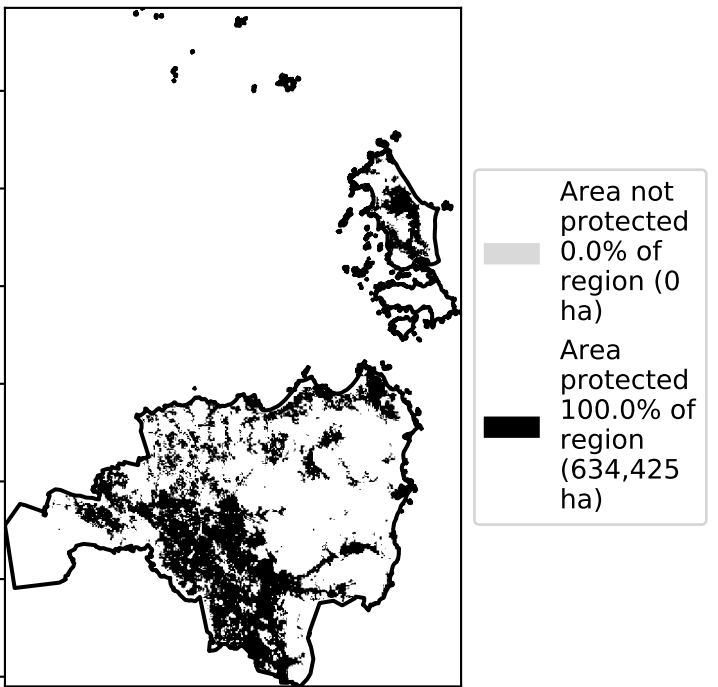 Area not
protected
0.0% of
region (0
ha)
Area
protected
100.0% of
region
(634,425
ha)